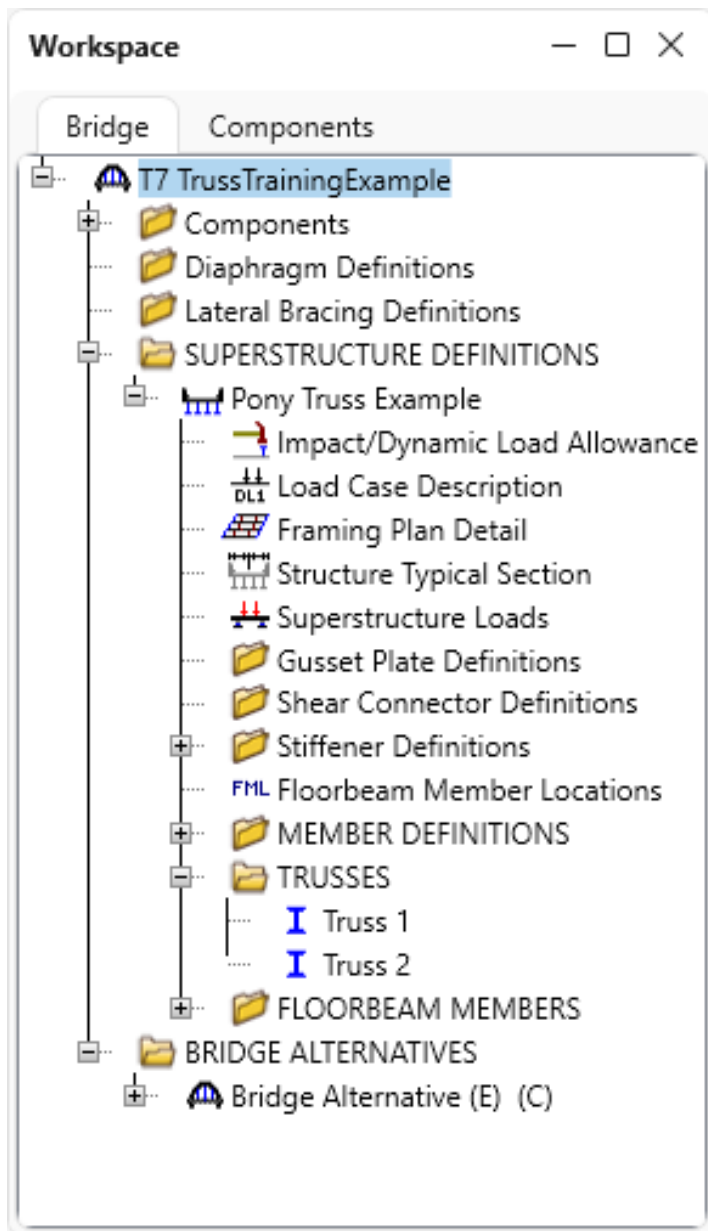 Workspace
Bridge Components
T7 TrussTrainingExample
Components
Diaphragm Definitions
Lateral Bracing Definitions
SUPERSTRUCTURE DEFINITIONS
Pony Truss Example
Impact/Dynamic Load Allowance
DL1 Load Case Description
Framing Plan Detail
Structure Typical Section
Superstructure Loads
Gusset Plate Definitions
Shear Connector Definitions
Stiffener Definitions
FML Floorbeam Member Locations
MEMBER DEFINITIONS
TRUSSES
Truss 1
Truss 2
FLOORBEAM MEMBERS
BRIDGE ALTERNATIVES
Bridge Alternative (E) (C)